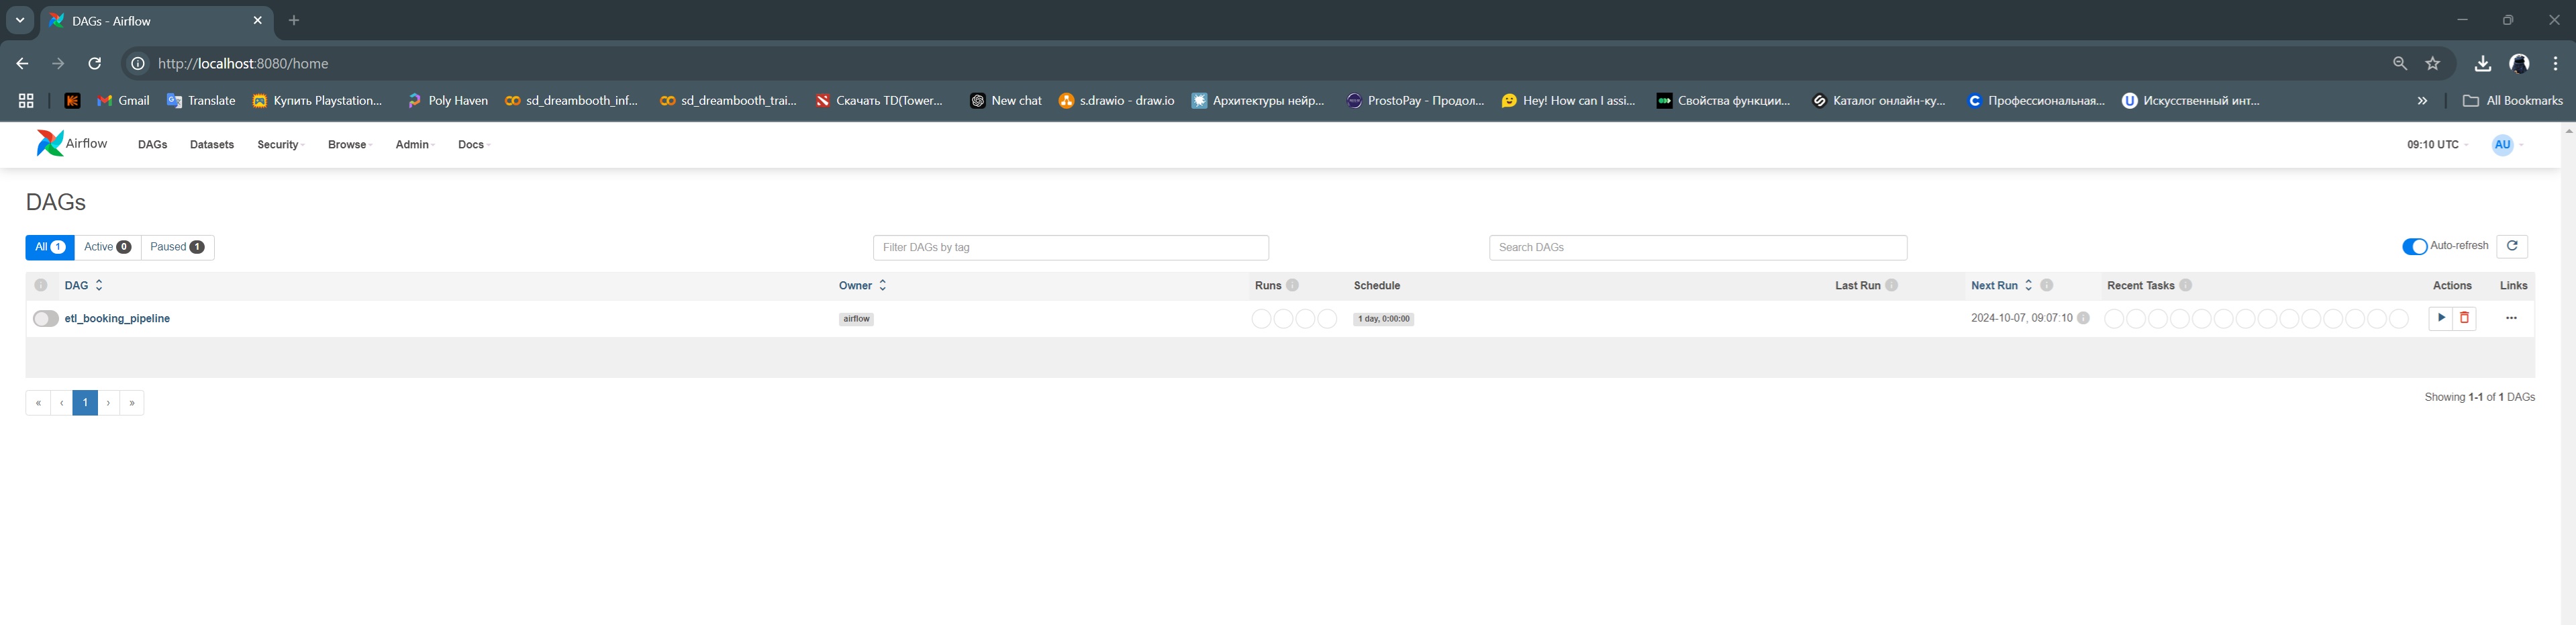 DAGs - Airflow
http://localhost:8080/home
Gmail Translate Купить Playstation... Poly Haven sd_dreambooth_inf... sd_dreambooth_trai... Скачать TD(Tower... New chat s.drawio - draw.io Архитектуры нейр... ProstoPay - Продол... Hey! How can I assi... Свойства функции... Каталог онлайн-ку... Профессиональная... Искусственный инт... » All Bookmarks
Airflow DAGs Datasets Security Browse Admin Docs 09:10 UTC AU
DAGs
All 1 Active 0 Paused 1 Filter DAGs by tag Search DAGs Auto-refresh
DAG Owner Runs Schedule Last Run Next Run Recent Tasks Actions Links
etl_booking_pipeline airflow 1 day, 0:00:00 2024-10-07, 09:07:10 ...
« ‹ 1 › » Showing 1-1 of 1 DAGs